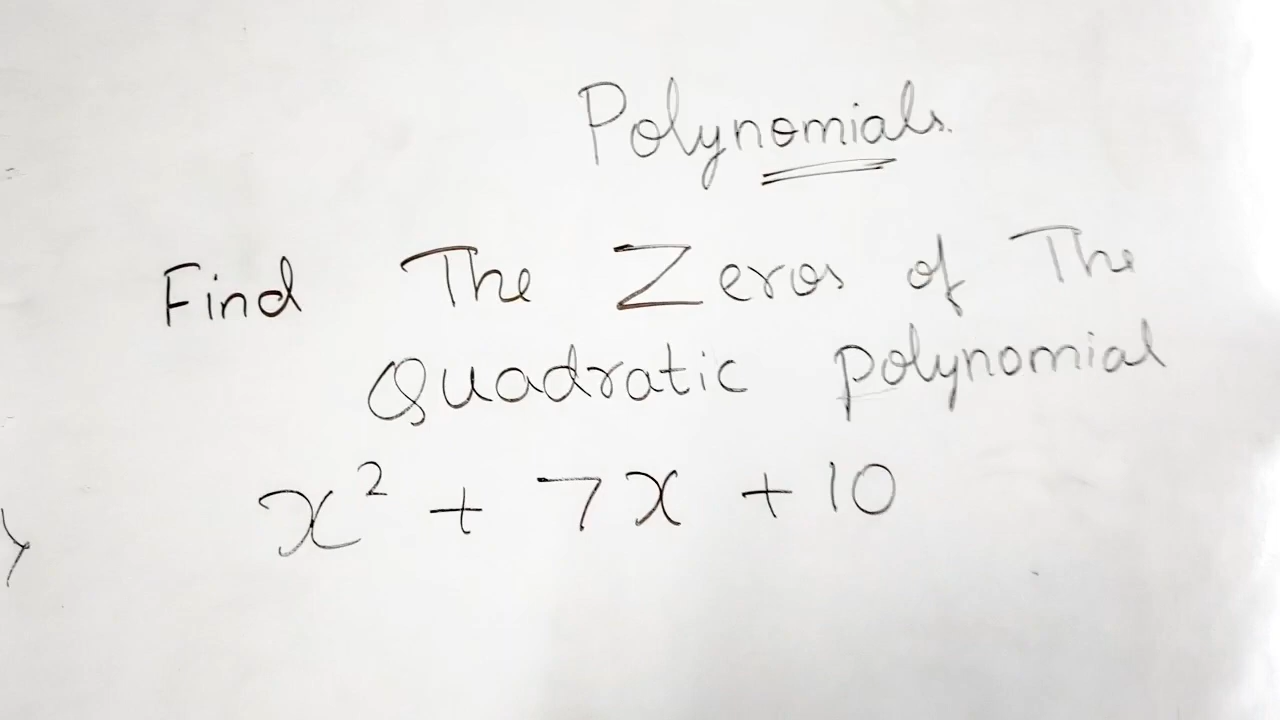 Polynomials.
Find The Zeros of The
Quadratic polynomial
x² + 7x + 10